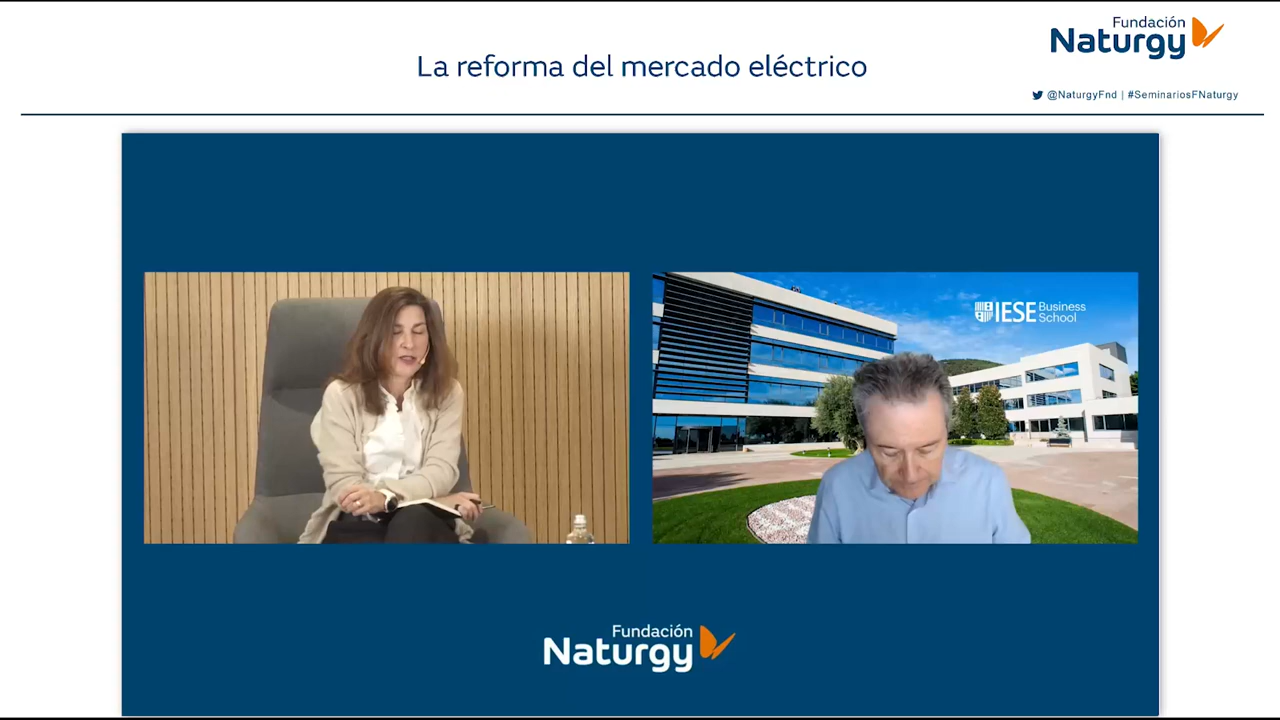 La reforma del mercado eléctrico
Fundación
Naturgy
@NaturgyFnd | #SeminariosFNaturgy
IESE Business
School
Fundación
Naturgy